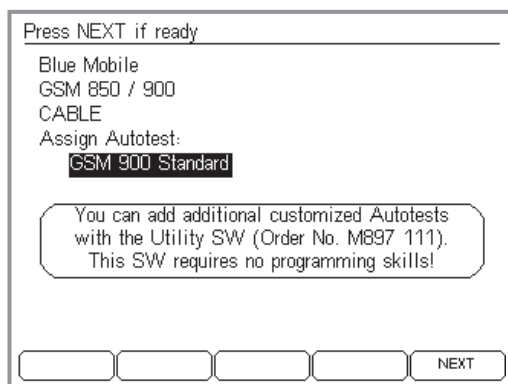 Press NEXT if ready
Blue Mobile
GSM 850 / 900
CABLE
Assign Autotest:
GSM 900 Standard
You can add additional customized Autotests
with the Utility SW (Order No. M897 111).
This SW requires no programming skills!
NEXT